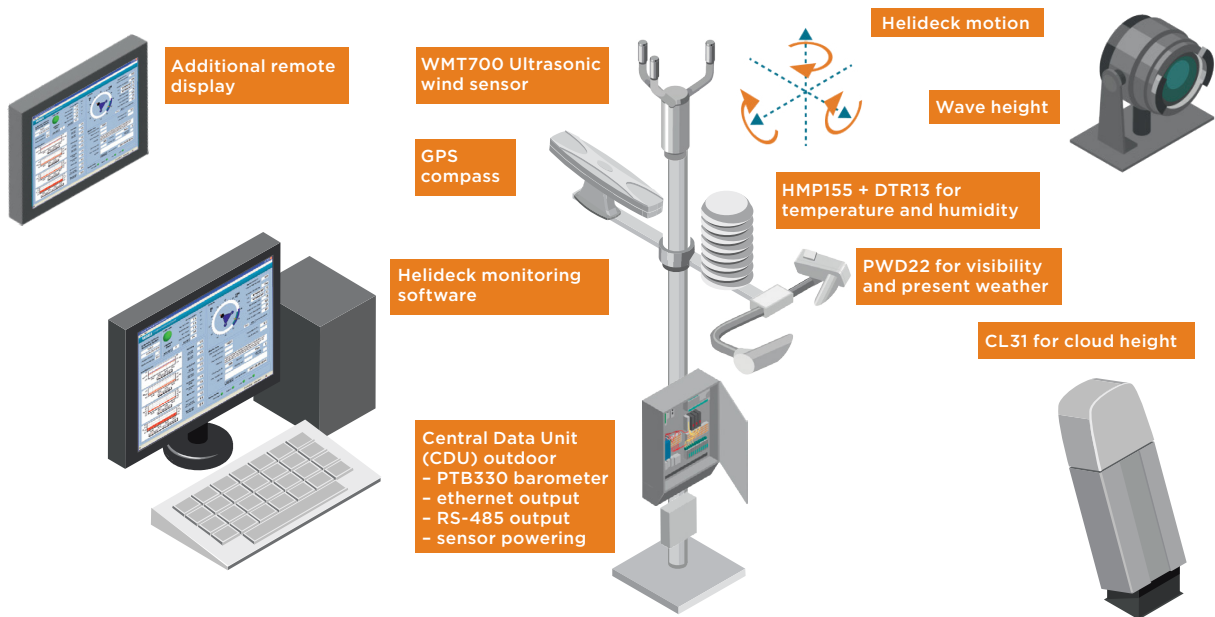 Additional remote
display
WMT700 Ultrasonic
wind sensor
Helideck motion
Wave height
GPS
compass
HMP155 + DTR13 for
temperature and humidity
Helideck monitoring
software
PWD22 for visibility
and present weather
CL31 for cloud height
Central Data Unit
(CDU) outdoor
– PTB330 barometer
– ethernet output
– RS-485 output
– sensor powering